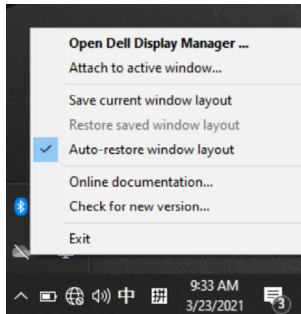 Open Dell Display Manager ...
Attach to active window...
Save current window layout
Restore saved window layout
Auto-restore window layout
Online documentation...
Check for new version...
Exit
中 拼 9:33 AM
3/23/2021
3